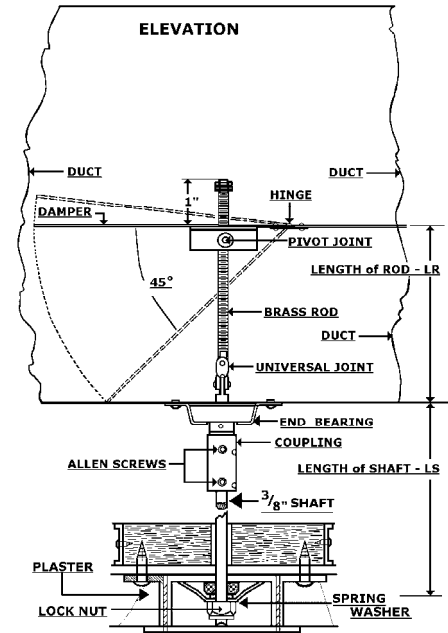 ELEVATION
DUCT
DUCT
1"
HINGE
DAMPER
PIVOT JOINT
LENGTH of ROD - LR
45°
BRASS ROD
DUCT
UNIVERSAL JOINT
END BEARING
COUPLING
ALLEN SCREWS
LENGTH of SHAFT - LS
3/8" SHAFT
PLASTER
SPRING
WASHER
LOCK NUT